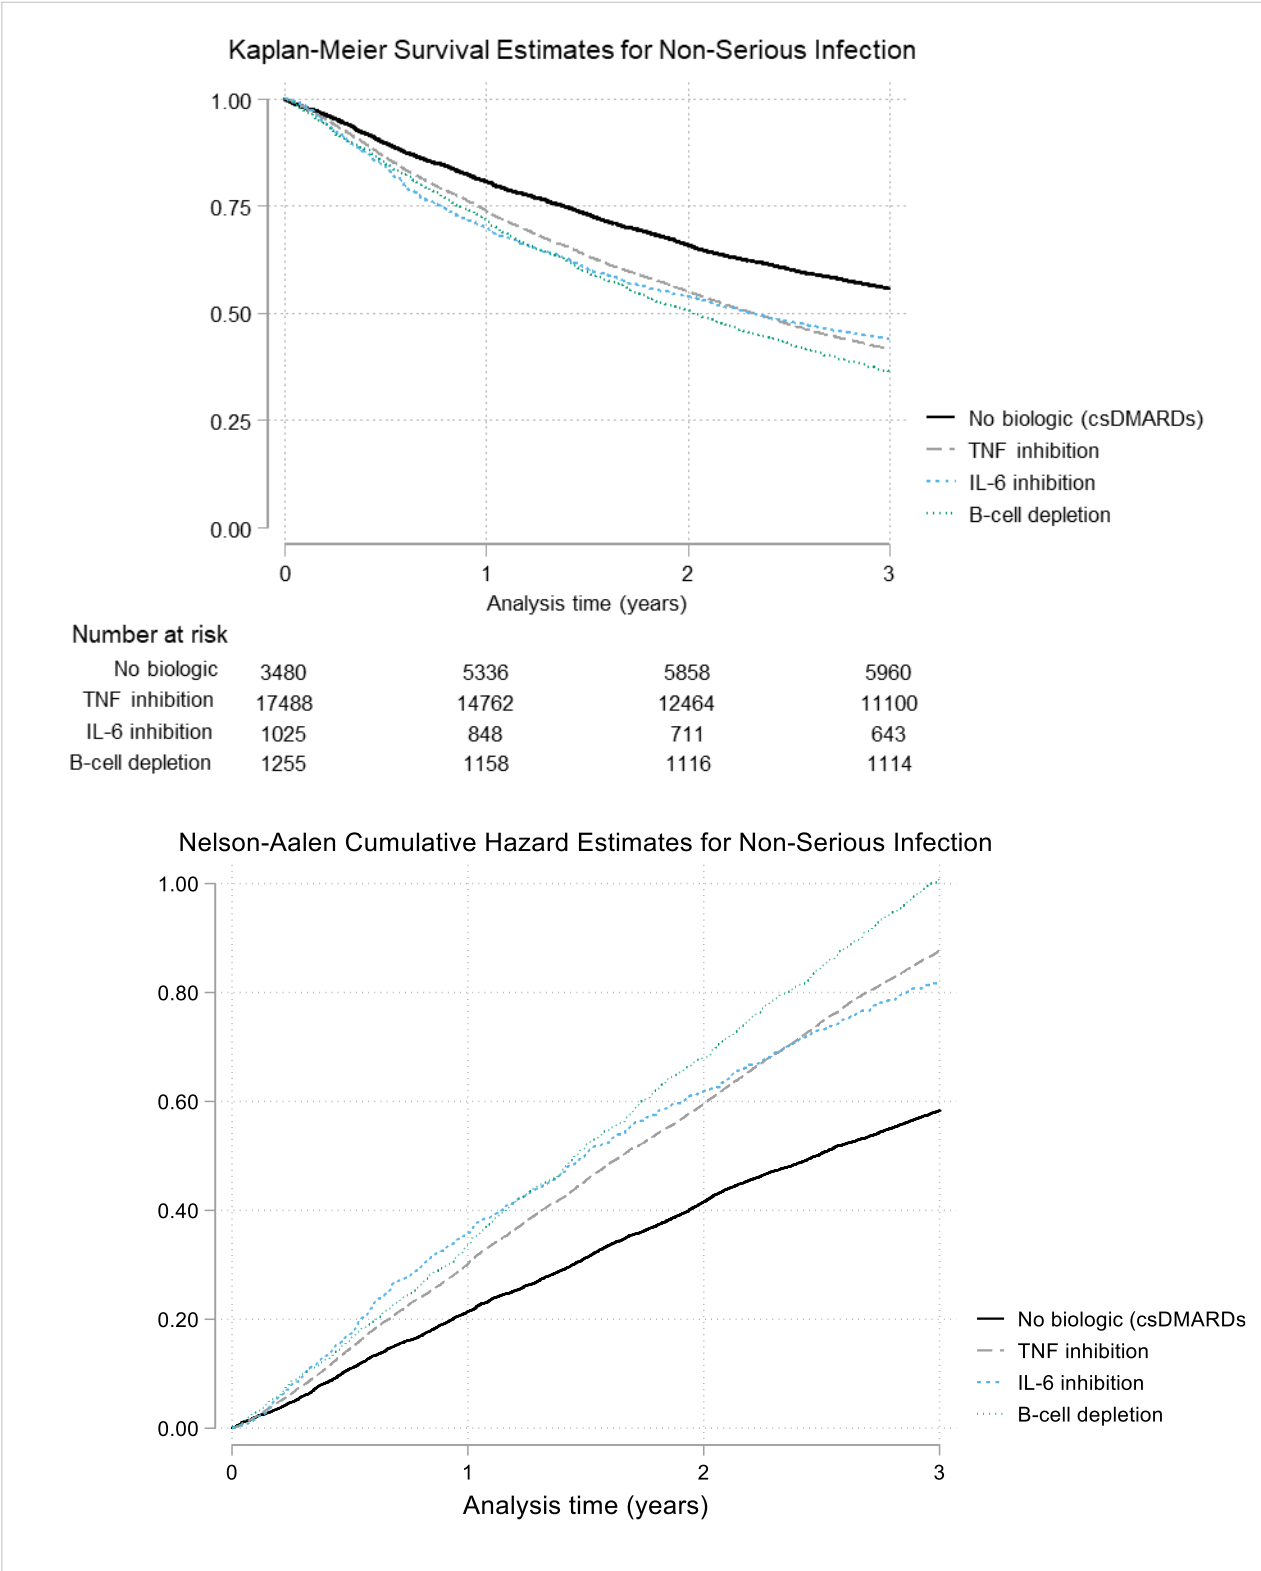 Kaplan-Meier Survival Estimates for Non-Serious Infection
1.00
0.75
0.50
0.25
0.00
0 1 2 3
Analysis time (years)
No biologic (csDMARDs)
TNF inhibition
IL-6 inhibition
B-cell depletion
Number at risk
No biologic 3480 5336 5858 5960
TNF inhibition 17488 14762 12464 11100
IL-6 inhibition 1025 848 711 643
B-cell depletion 1255 1158 1116 1114
Nelson-Aalen Cumulative Hazard Estimates for Non-Serious Infection
1.00
0.80
0.60
0.40
0.20
0.00
0 1 2 3
Analysis time (years)
No biologic (csDMARDs
TNF inhibition
IL-6 inhibition
B-cell depletion